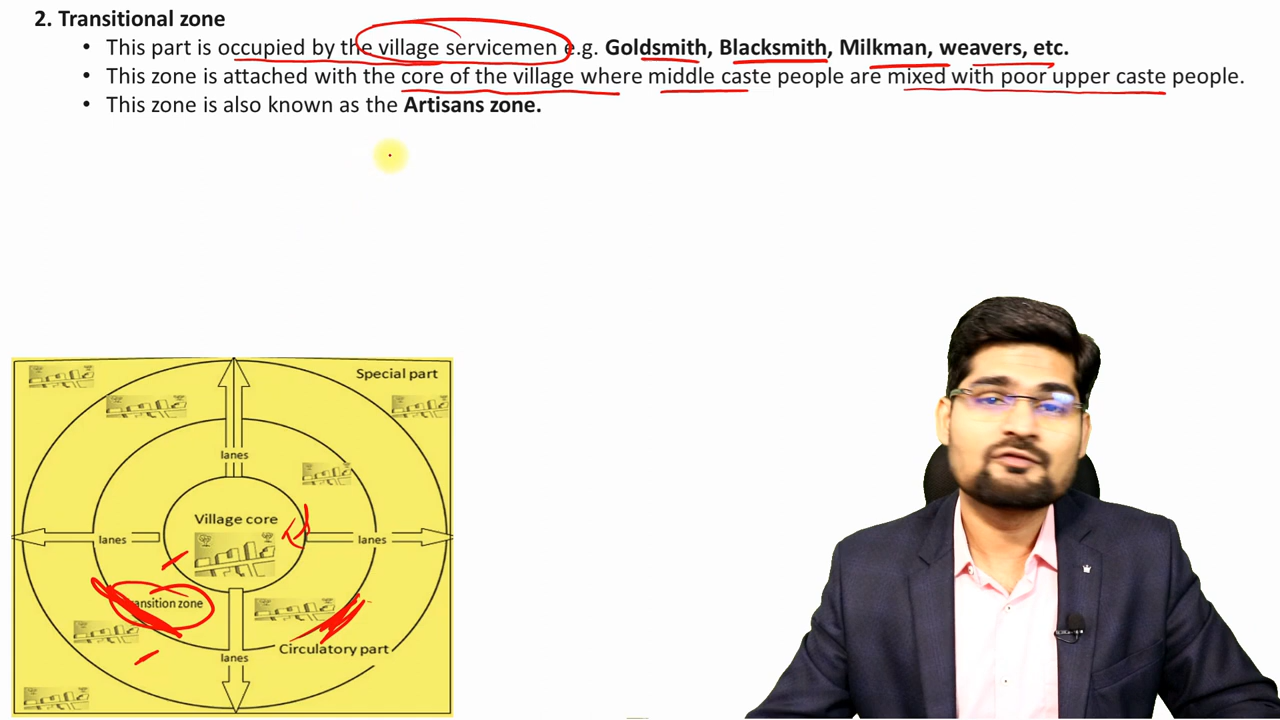 2. Transitional zone
• This part is occupied by the village servicemen e.g. Goldsmith, Blacksmith, Milkman, weavers, etc.
• This zone is attached with the core of the village where middle caste people are mixed with poor upper caste people.
• This zone is also known as the Artisans zone.
Special part
lanes
Village core
lanes
lanes
ansition zone
Circulatory part
lanes